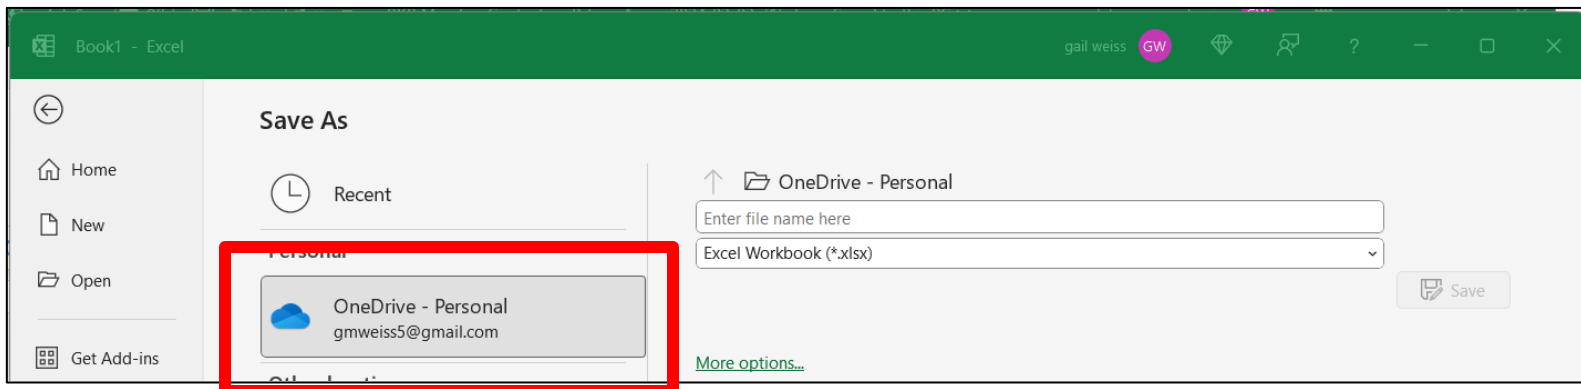 Book1 - Excel
gail weiss GW ?
Save As
Home
New
Open
Get Add-ins
Recent
Personal
OneDrive - Personal
gmweiss5@gmail.com
OneDrive - Personal
Enter file name here
Excel Workbook (*.xlsx)
Save
More options...